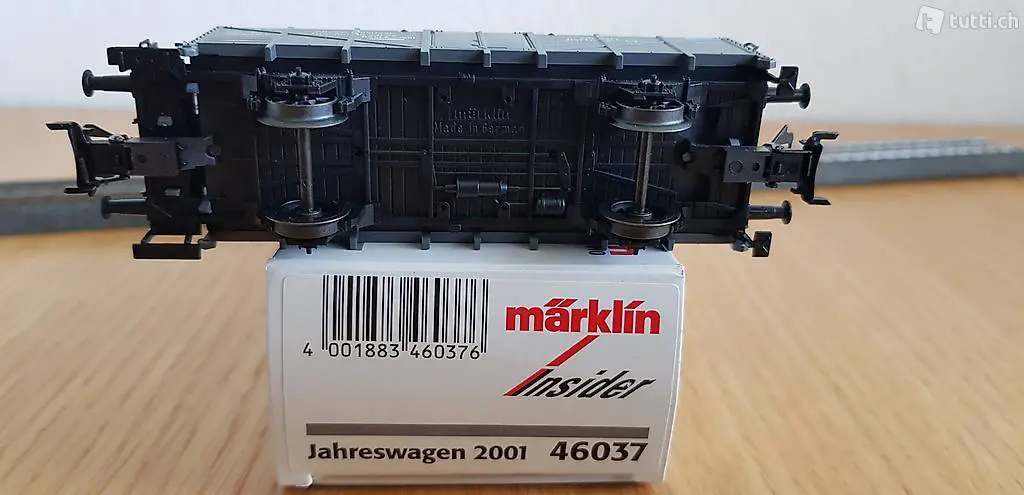 tutti.ch
märklin
Made in Germany
4 001883 460376
märklin
Insider
Jahreswagen 2001 46037